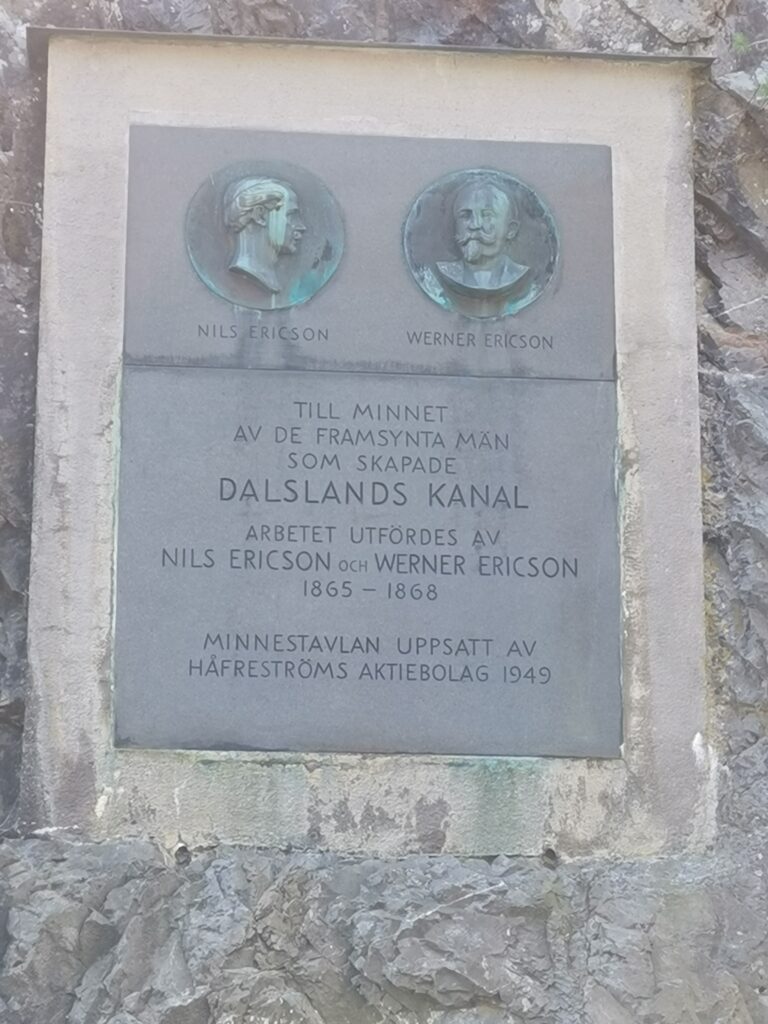 NILS ERICSON
WERNER ERICSON
TILL MINNET
AV DE FRAMSYNTA MÄN
SOM SKAPADE
DALSLANDS KANAL
ARBETET UTFÖRDES AV
NILS ERICSON OCH WERNER ERICSON
1865 – 1868
MINNESTAVLAN UPPSATT AV
HÅFRESTRÖMS AKTIEBOLAG 1949